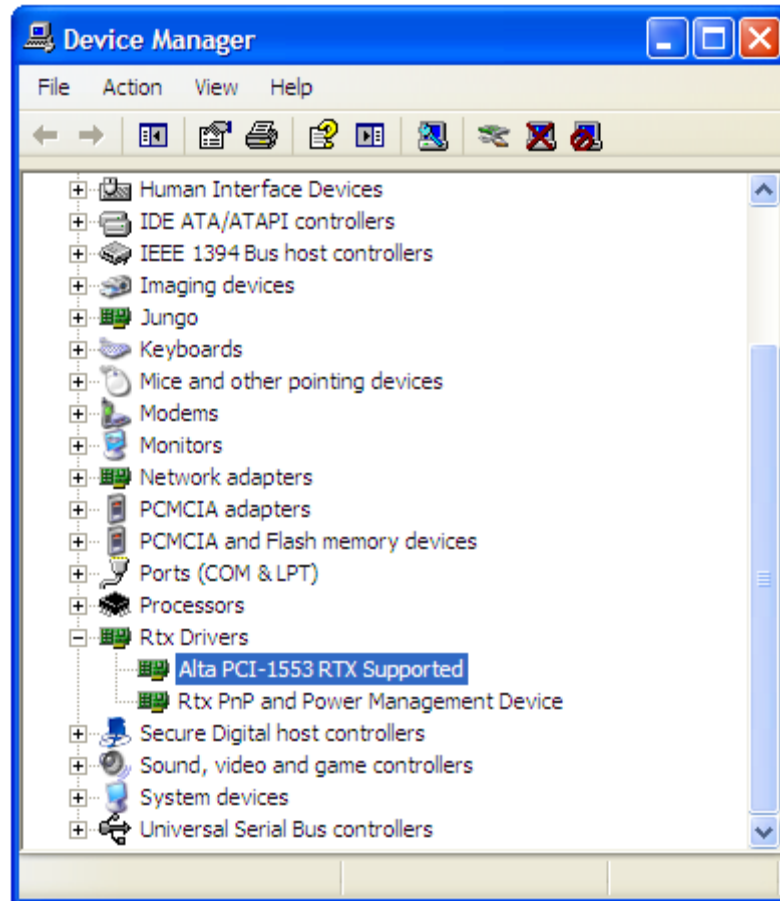 Device Manager
File Action View Help
Human Interface Devices
IDE ATA/ATAPI controllers
IEEE 1394 Bus host controllers
Imaging devices
Jungo
Keyboards
Mice and other pointing devices
Modems
Monitors
Network adapters
PCMCIA adapters
PCMCIA and Flash memory devices
Ports (COM & LPT)
Processors
Rtx Drivers
Alta PCI-1553 RTX Supported
Rtx PnP and Power Management Device
Secure Digital host controllers
Sound, video and game controllers
System devices
Universal Serial Bus controllers